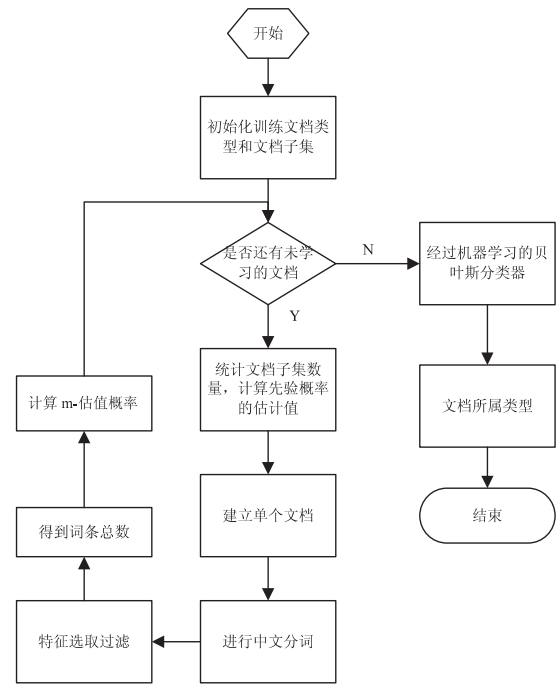 开始
初始化训练文档类
型和文档子集
是否还有未学
习的文档
N
经过机器学习的贝
叶斯分类器
Y
统计文档子集数
量，计算先验概率
的估计值
文档所属类型
计算 m-估值概率
建立单个文档
结束
得到词条总数
特征选取过滤
进行中文分词